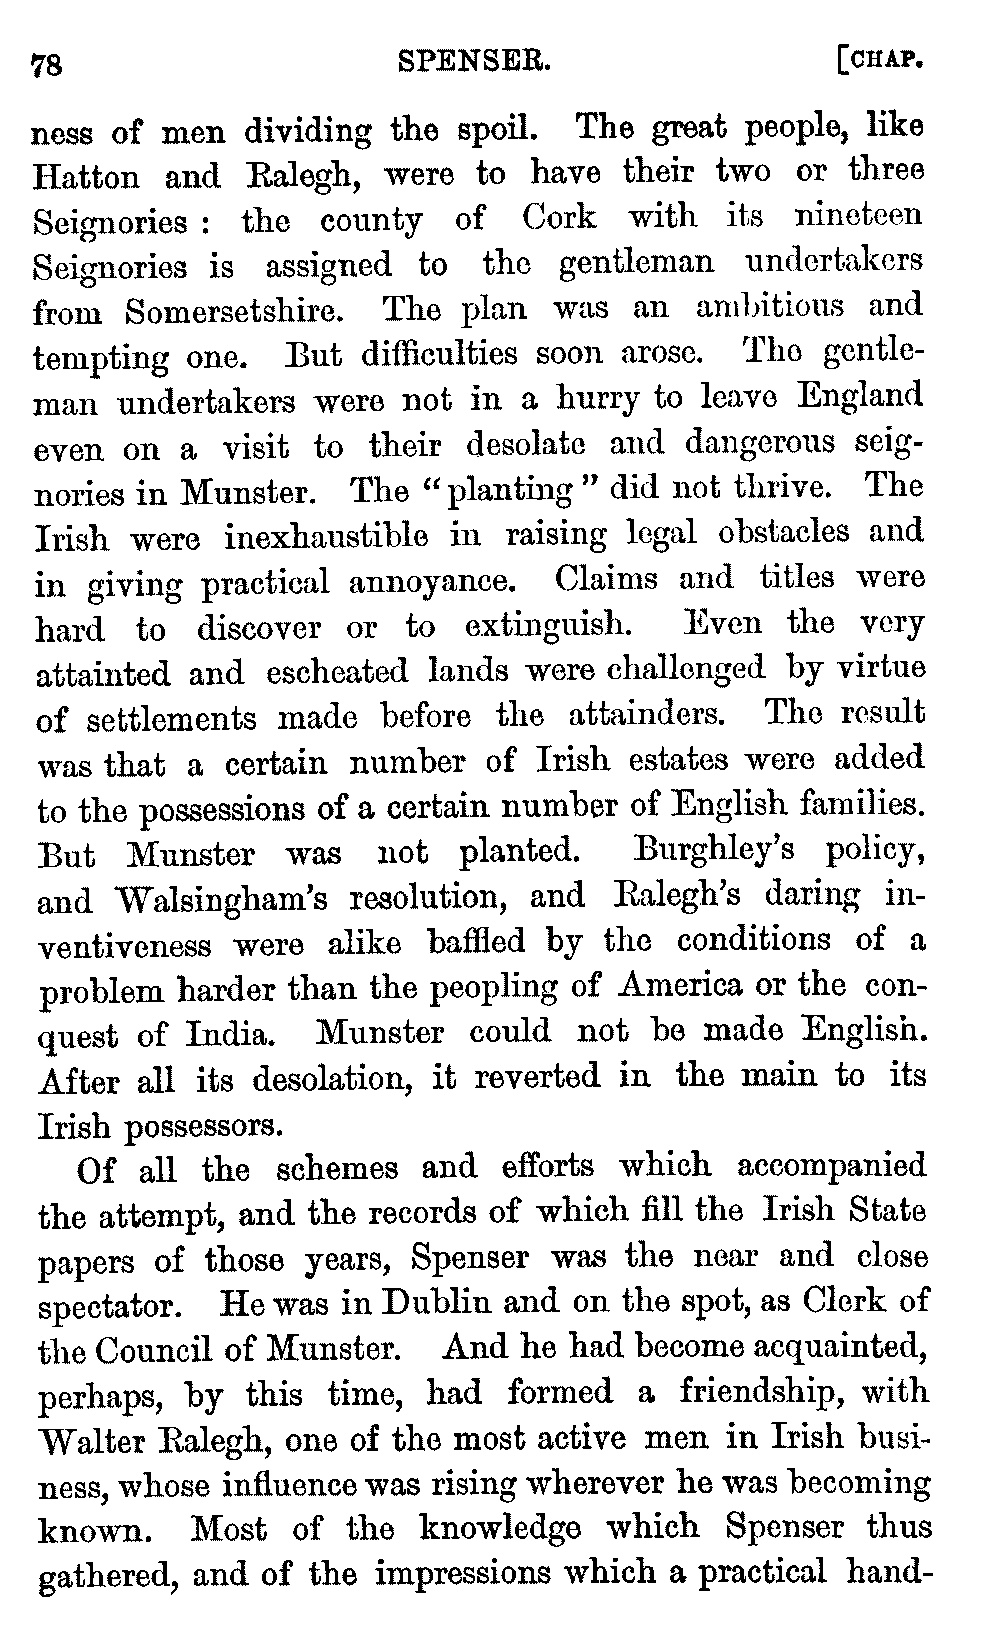 78 SPENSER. [CHAP.
ness of men dividing the spoil. The great people, like
Hatton and Ralegh, were to have their two or three
Seignories : the county of Cork with its nineteen
Seignories is assigned to the gentleman undertakers
from Somersetshire. The plan was an ambitious and
tempting one. But difficulties soon arose. The gentle-
man undertakers were not in a hurry to leave England
even on a visit to their desolate and dangerous seig-
nories in Munster. The “planting” did not thrive. The
Irish were inexhaustible in raising legal obstacles and
in giving practical annoyance. Claims and titles were
hard to discover or to extinguish. Even the very
attainted and escheated lands were challenged by virtue
of settlements made before the attainders. The result
was that a certain number of Irish estates were added
to the possessions of a certain number of English families.
But Munster was not planted. Burghley's policy,
and Walsingham's resolution, and Ralegh's daring in-
ventiveness were alike baffled by the conditions of a
problem harder than the peopling of America or the con-
quest of India. Munster could not be made English.
After all its desolation, it reverted in the main to its
Irish possessors.
Of all the schemes and efforts which accompanied
the attempt, and the records of which fill the Irish State
papers of those years, Spenser was the near and close
spectator. He was in Dublin and on the spot, as Clerk of
the Council of Munster. And he had become acquainted,
perhaps, by this time, had formed a friendship, with
Walter Ralegh, one of the most active men in Irish busi-
ness, whose influence was rising wherever he was becoming
known. Most of the knowledge which Spenser thus
gathered, and of the impressions which a practical hand-